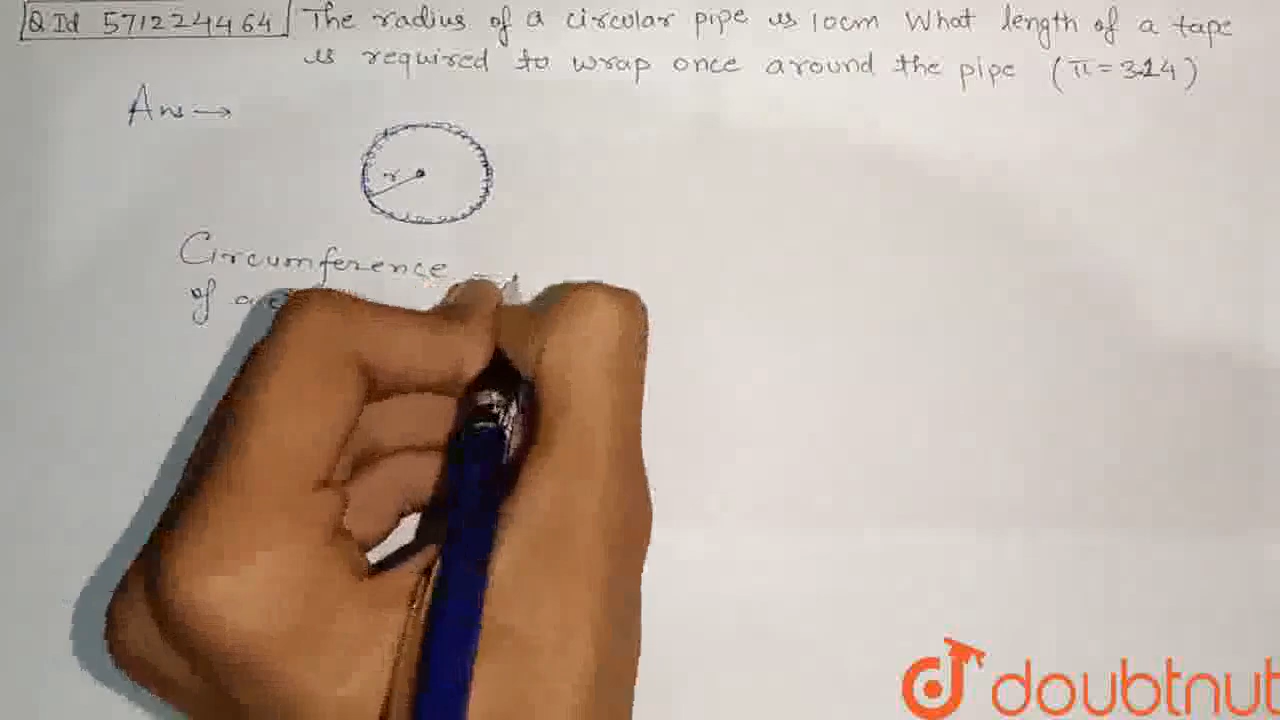 Q Id 571224464 The radius of a circular pipe is 10cm What length of a tape
is required to wrap once around the pipe (π=3.14)
Ans→
r
Circumference
of a
doubtnut